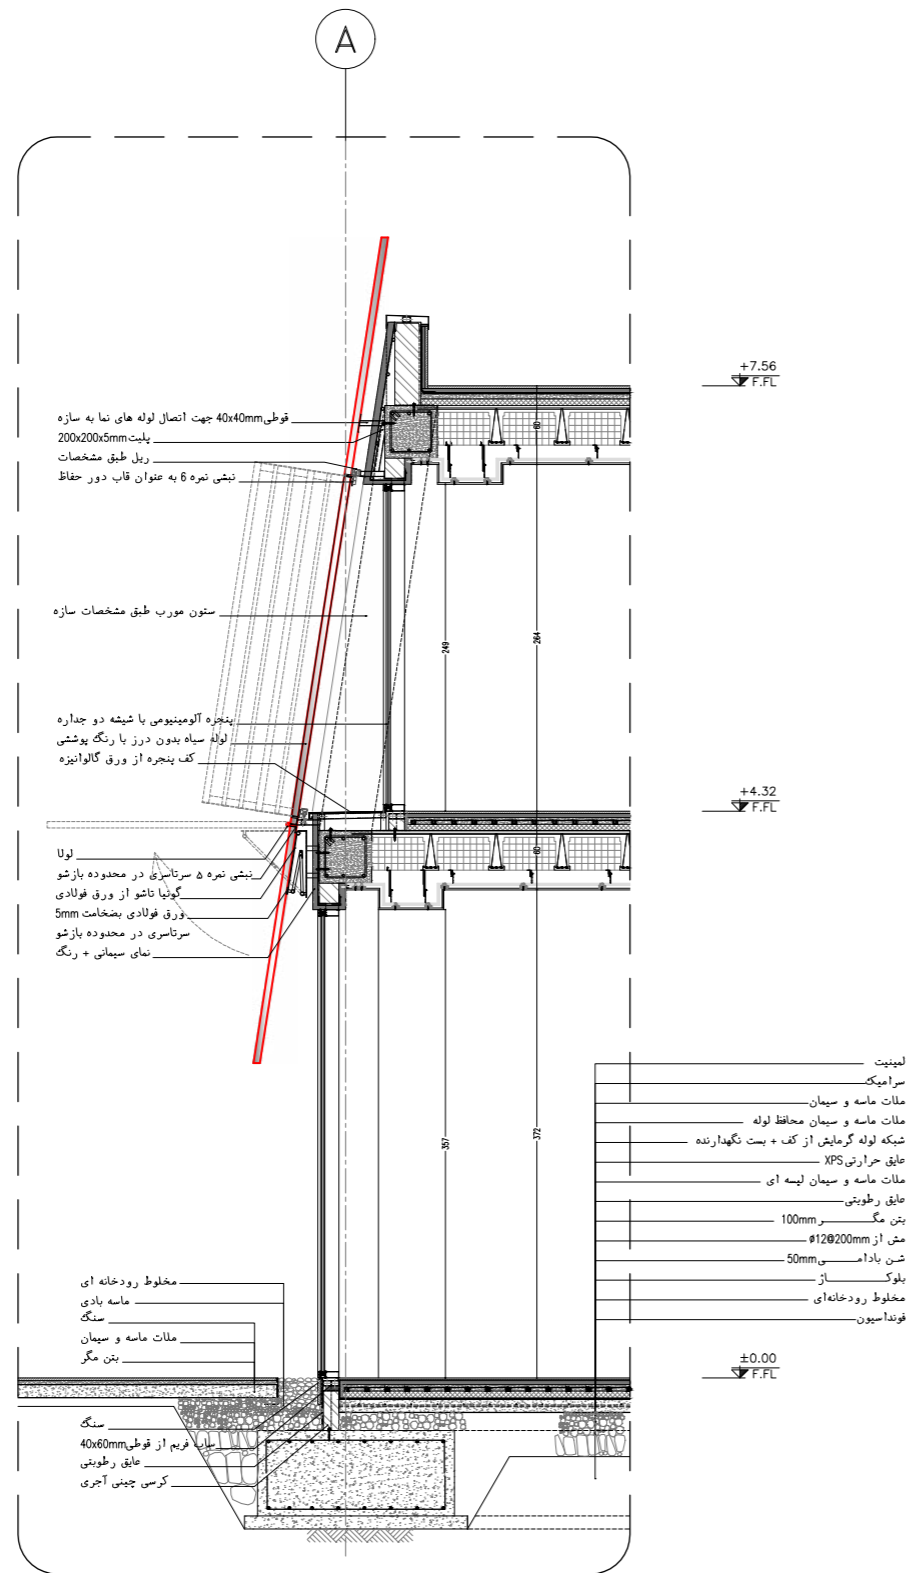 A
+7.56
F.FL
قوطی 40x40mm جهت اتصال لوله های نما به سازه
پلیت 200x200x5mm
ریل طبق مشخصات
نبشی نمره 6 به عنوان قاب دور حفاظ
60
ستون مورب طبق مشخصات سازه
249
264
پنجره آلومینیومی با شیشه دو جداره
لوله سیاه بدون درز با رنگ پوششی
کف پنجره از ورق گالوانیزه
+4.32
F.FL
60
لولا
نبشی نمره ۵ سرتاسری در محدوده بازشو
گونیا تاشو از ورق فولادی
ورق فولادی بضخامت 5mm
سرتاسری در محدوده بازشو
نمای سیمانی + رنگ
357
372
لمینیت
سرامیک
ملات ماسه و سیمان
ملات ماسه و سیمان محافظ لوله
شبکه لوله گرمایش از کف + بست نگهدارنده
عایق حرارتی XPS
ملات ماسه و سیمان لیسه ای
عایق رطوبتی
بتن مگر 100mm
مش از ø12@200mm
شن بادامی 50mm
بلوکاژ
مخلوط رودخانه‌ای
فونداسیون
مخلوط رودخانه ای
ماسه بادی
سنگ
ملات ماسه و سیمان
بتن مگر
±0.00
F.FL
سنگ
ساب فریم از قوطی 40x60mm
عایق رطوبتی
کرسی چینی آجری